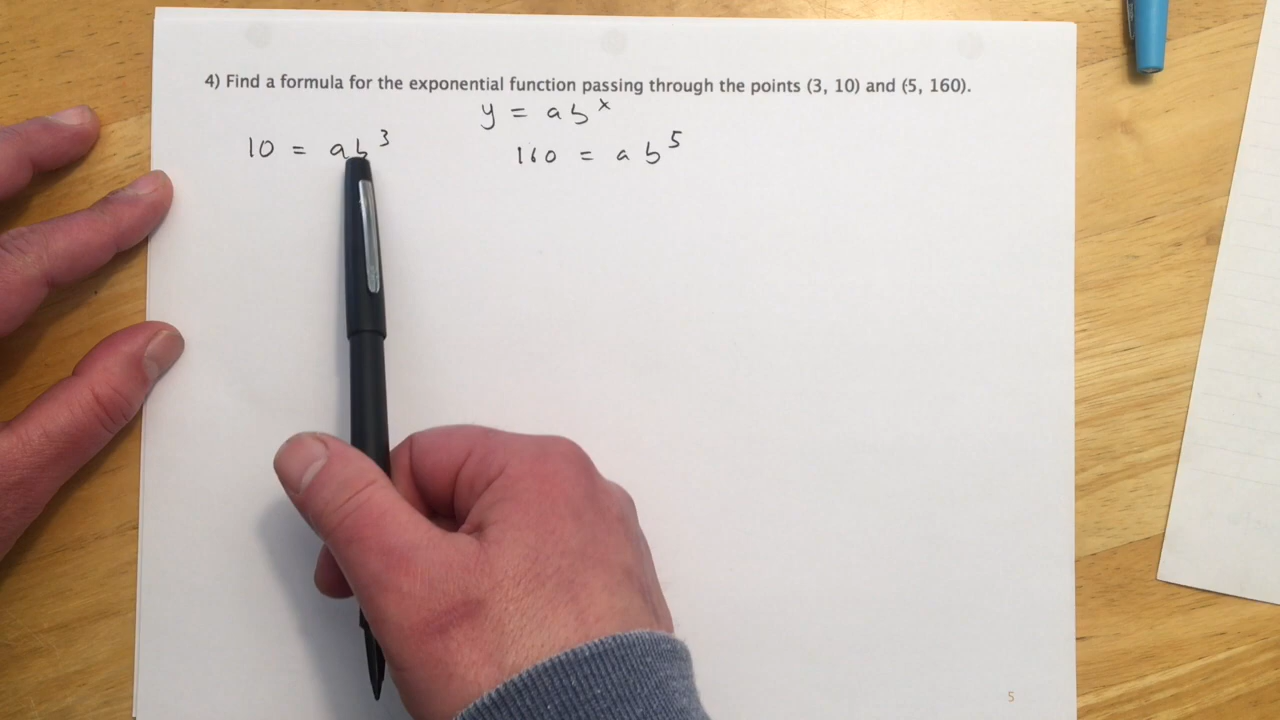 4) Find a formula for the exponential function passing through the points (3, 10) and (5, 160).
y = ab^x
10 = ab^3 160 = ab^5
5